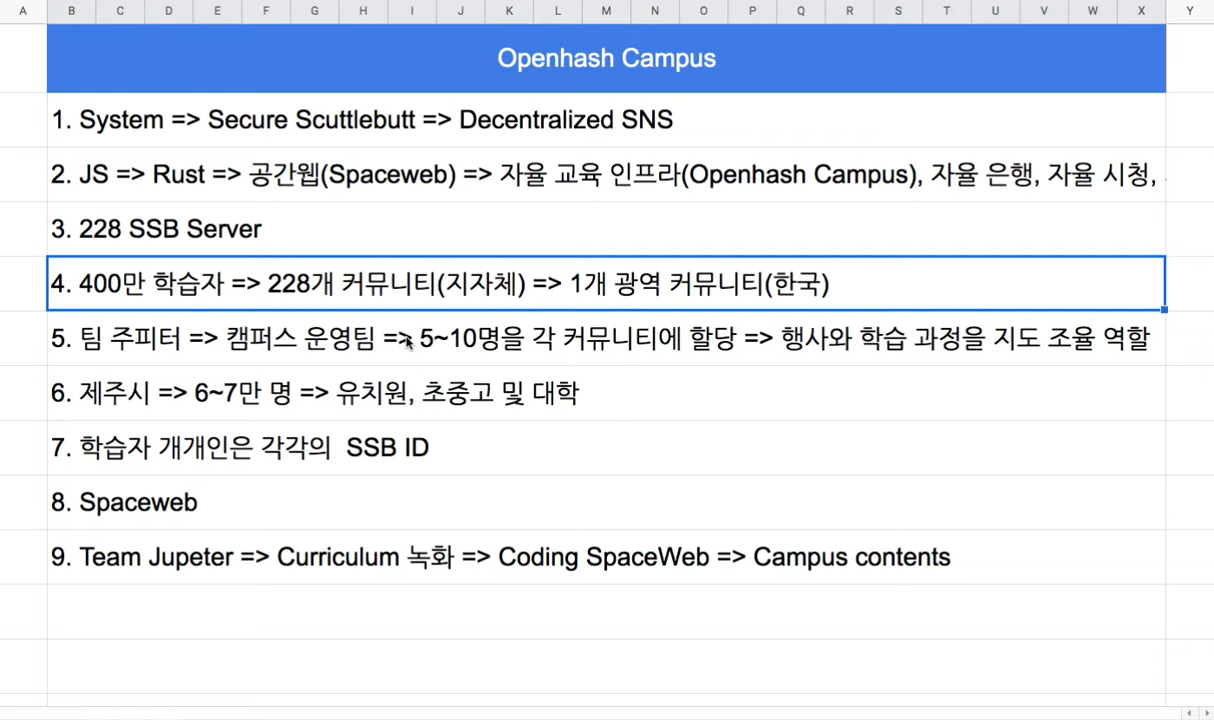 A B C D E F G H I J K L M N O P Q R S T U V W X Y
Openhash Campus
1. System => Secure Scuttlebutt => Decentralized SNS
2. JS => Rust => 공간웹(Spaceweb) => 자율 교육 인프라(Openhash Campus), 자율 은행, 자율 시청,
3. 228 SSB Server
4. 400만 학습자 => 228개 커뮤니티(지자체) => 1개 광역 커뮤니티(한국)
5. 팀 주피터 => 캠퍼스 운영팀 => 5~10명을 각 커뮤니티에 할당 => 행사와 학습 과정을 지도 조율 역할
6. 제주시 => 6~7만 명 => 유치원, 초중고 및 대학
7. 학습자 개개인은 각각의  SSB ID
8. Spaceweb
9. Team Jupeter => Curriculum 녹화 => Coding SpaceWeb => Campus contents